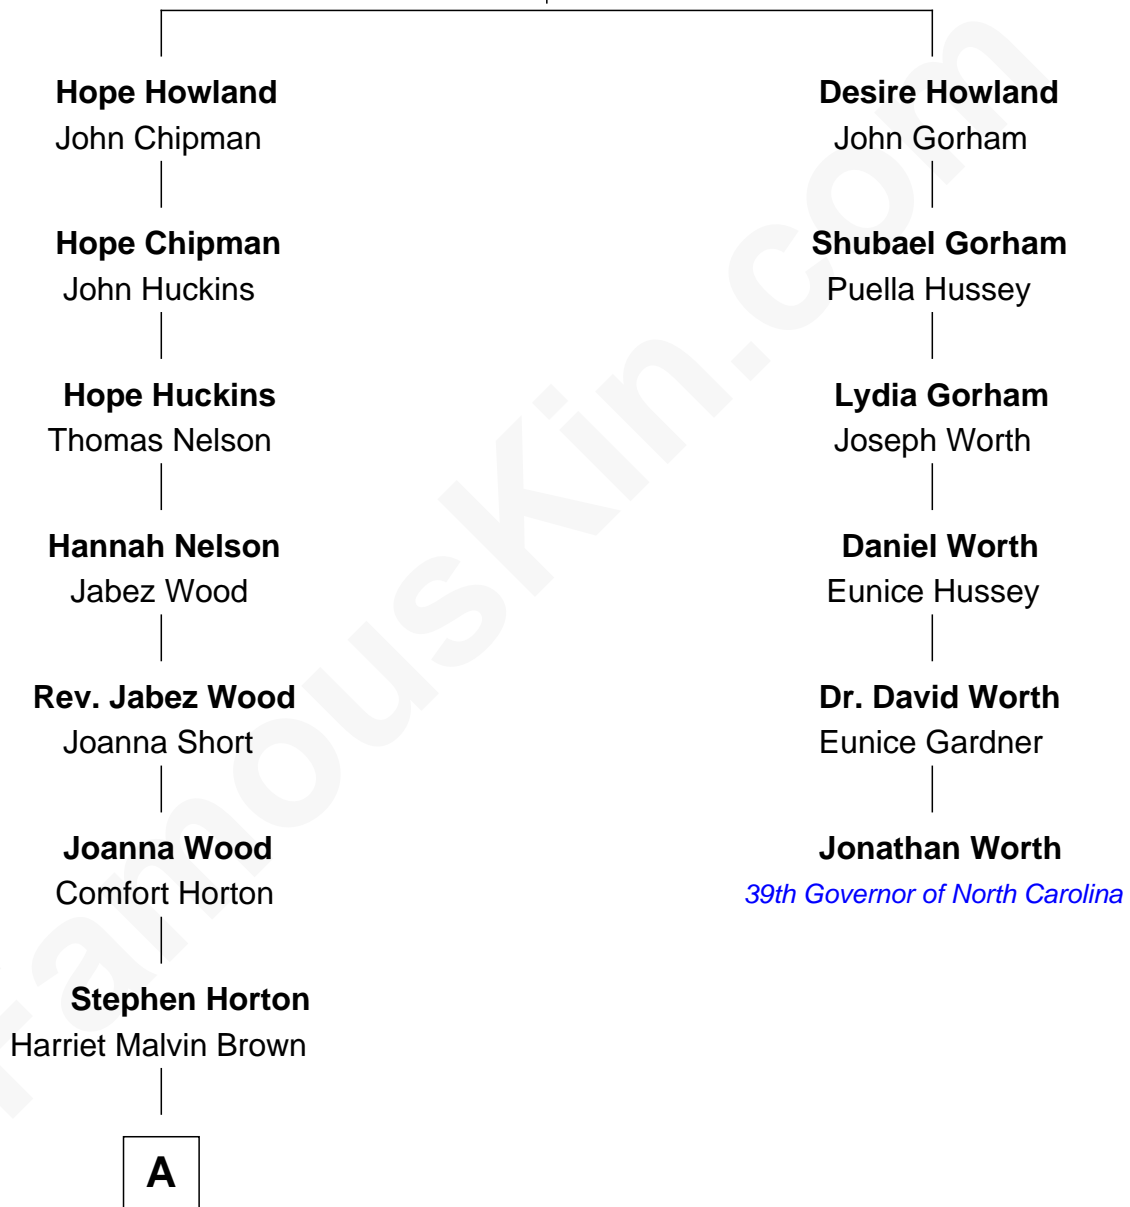 Hope Howland
John Chipman
Hope Chipman
John Huckins
Hope Huckins
Thomas Nelson
Hannah Nelson
Jabez Wood
Rev. Jabez Wood
Joanna Short
Joanna Wood
Comfort Horton
Stephen Horton
Harriet Malvin Brown
A
Desire Howland
John Gorham
Shubael Gorham
Puella Hussey
Lydia Gorham
Joseph Worth
Daniel Worth
Eunice Hussey
Dr. David Worth
Eunice Gardner
Jonathan Worth
39th Governor of North Carolina
FamousKin.com